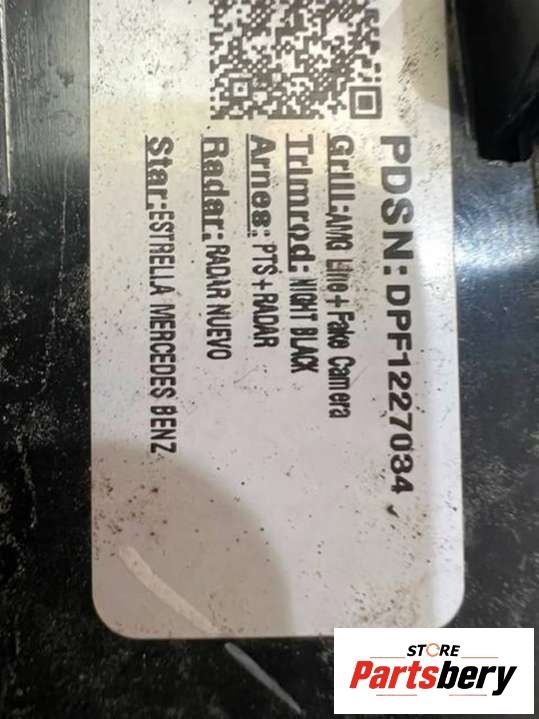 PDSN:DPF1227034
Grill:AMG Line+Fake Camera
Trimrod:NIGHT BLACK
Arnes:PTS+RADAR
Radar:RADAR NUEVO
Star:ESTRELLA MERCEDES BENZ
STORE
Partsbery